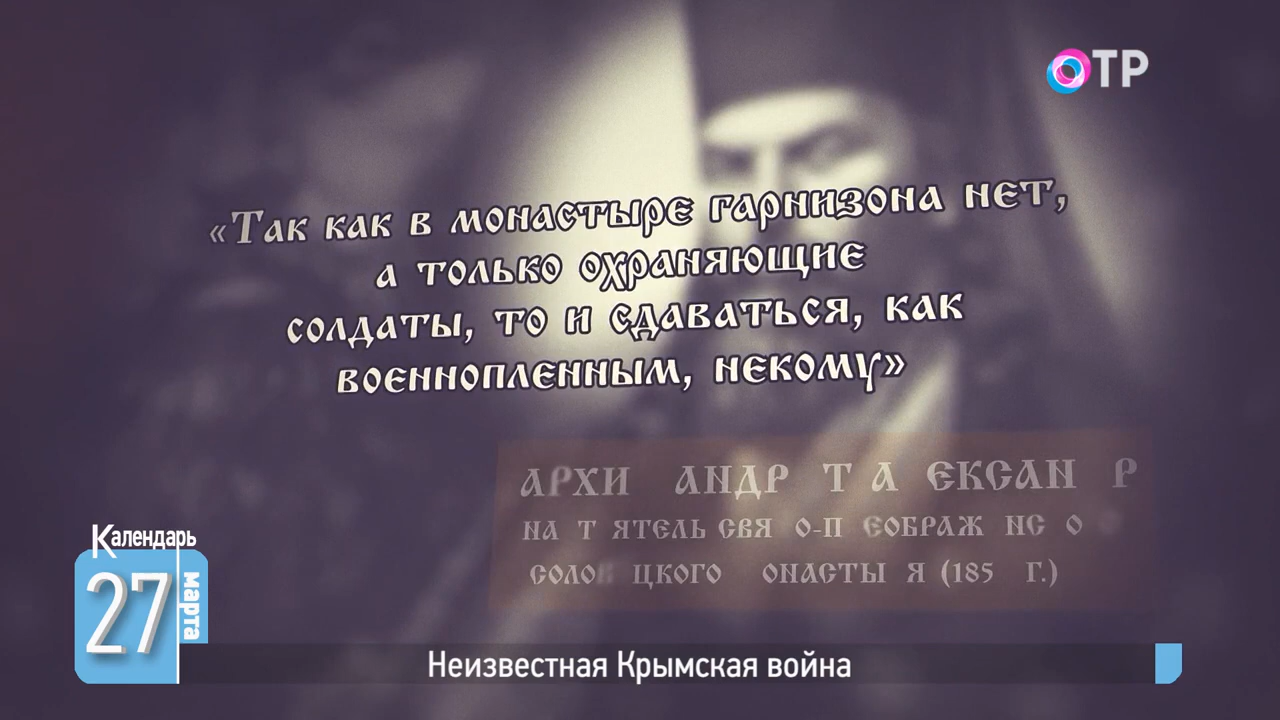 ОТР
«Так как в монастыре гарнизона нет,
а только охраняющие
солдаты, то и сдаваться, как
военнопленным, некому»
(185 Г.)
Календарь
27
марта
Неизвестная Крымская война